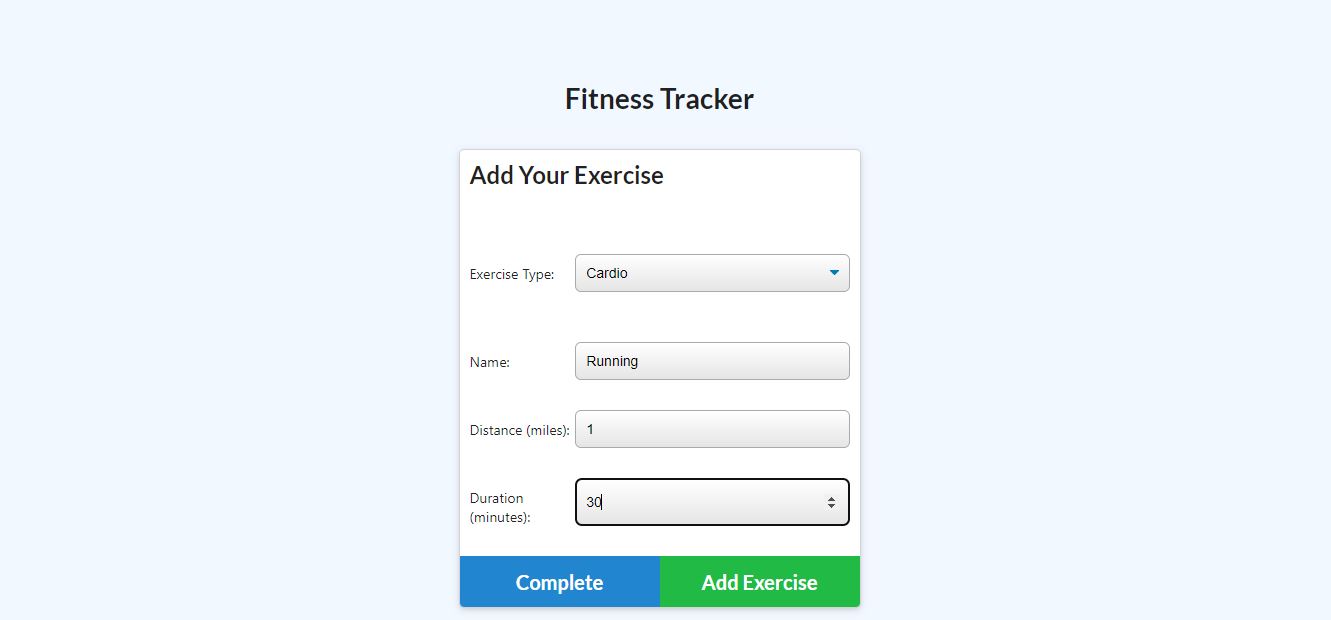 Fitness Tracker
Add Your Exercise
Exercise Type: Cardio
Name: Running
Distance (miles): 1
Duration
(minutes): 30
Complete Add Exercise